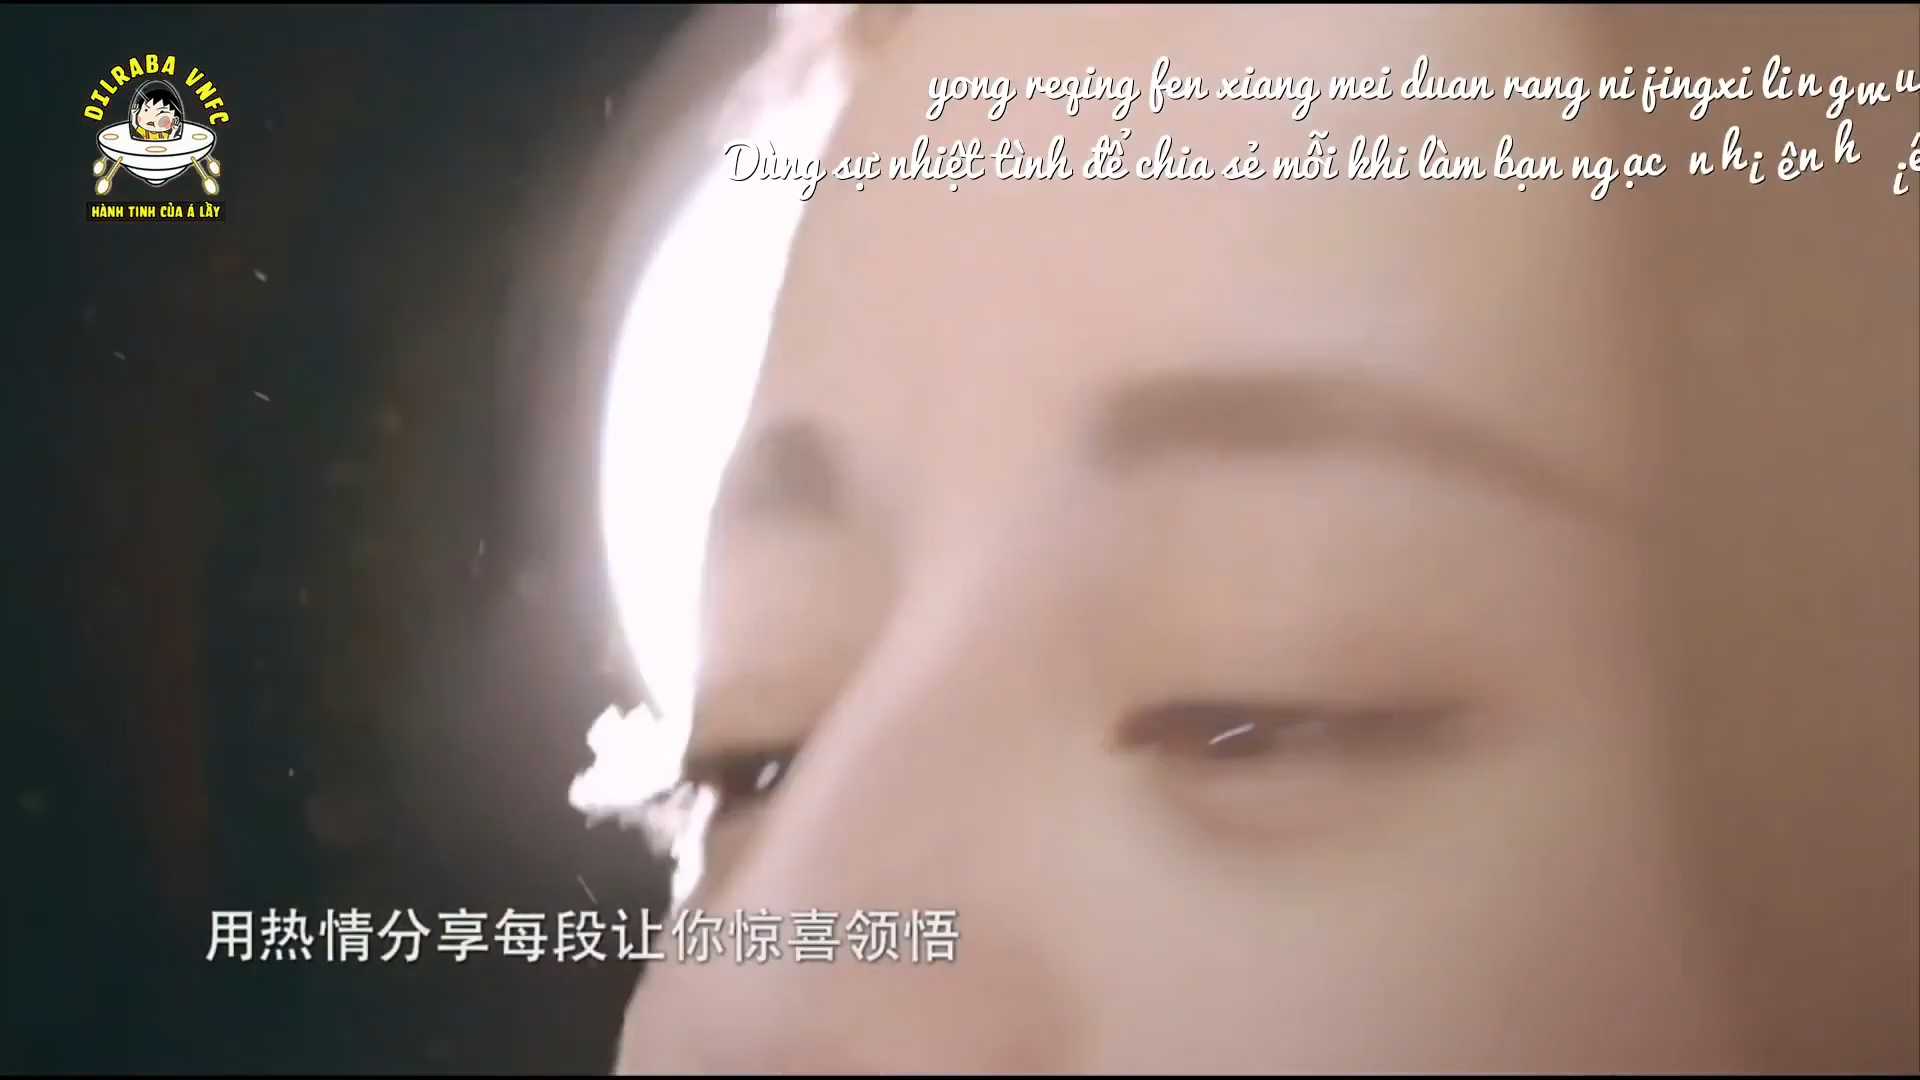 DILRABA VNFC
HÀNH TINH CỦA Á LẦY
yong reqing fen xiang mei duan rang ni jingxi lingwu
Dùng sự nhiệt tình để chia sẻ mỗi khi làm bạn ngạc nhiên
用热情分享每段让你惊喜领悟